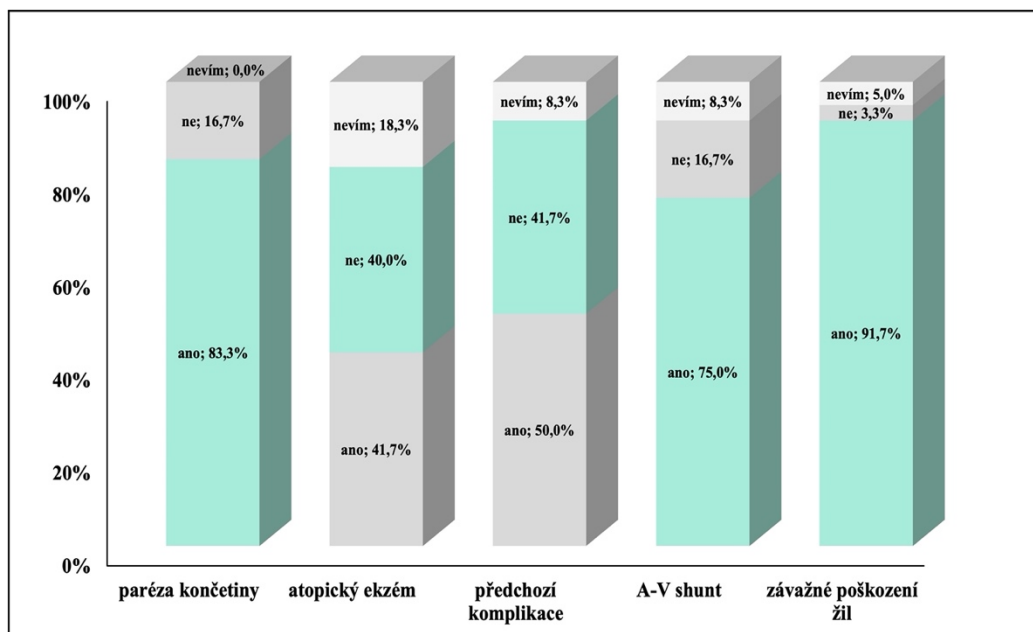 nevím; 0,0%
ne; 16,7%
ano; 83,3%
nevím; 18,3%
ne; 40,0%
ano; 41,7%
nevím; 8,3%
ne; 41,7%
ano; 50,0%
nevím; 8,3%
ne; 16,7%
ano; 75,0%
nevím; 5,0%
ne; 3,3%
ano; 91,7%
100%
80%
60%
40%
20%
0%
paréza končetiny
atopický ekzém
předchozí
komplikace
A-V shunt
závažné poškození
žil